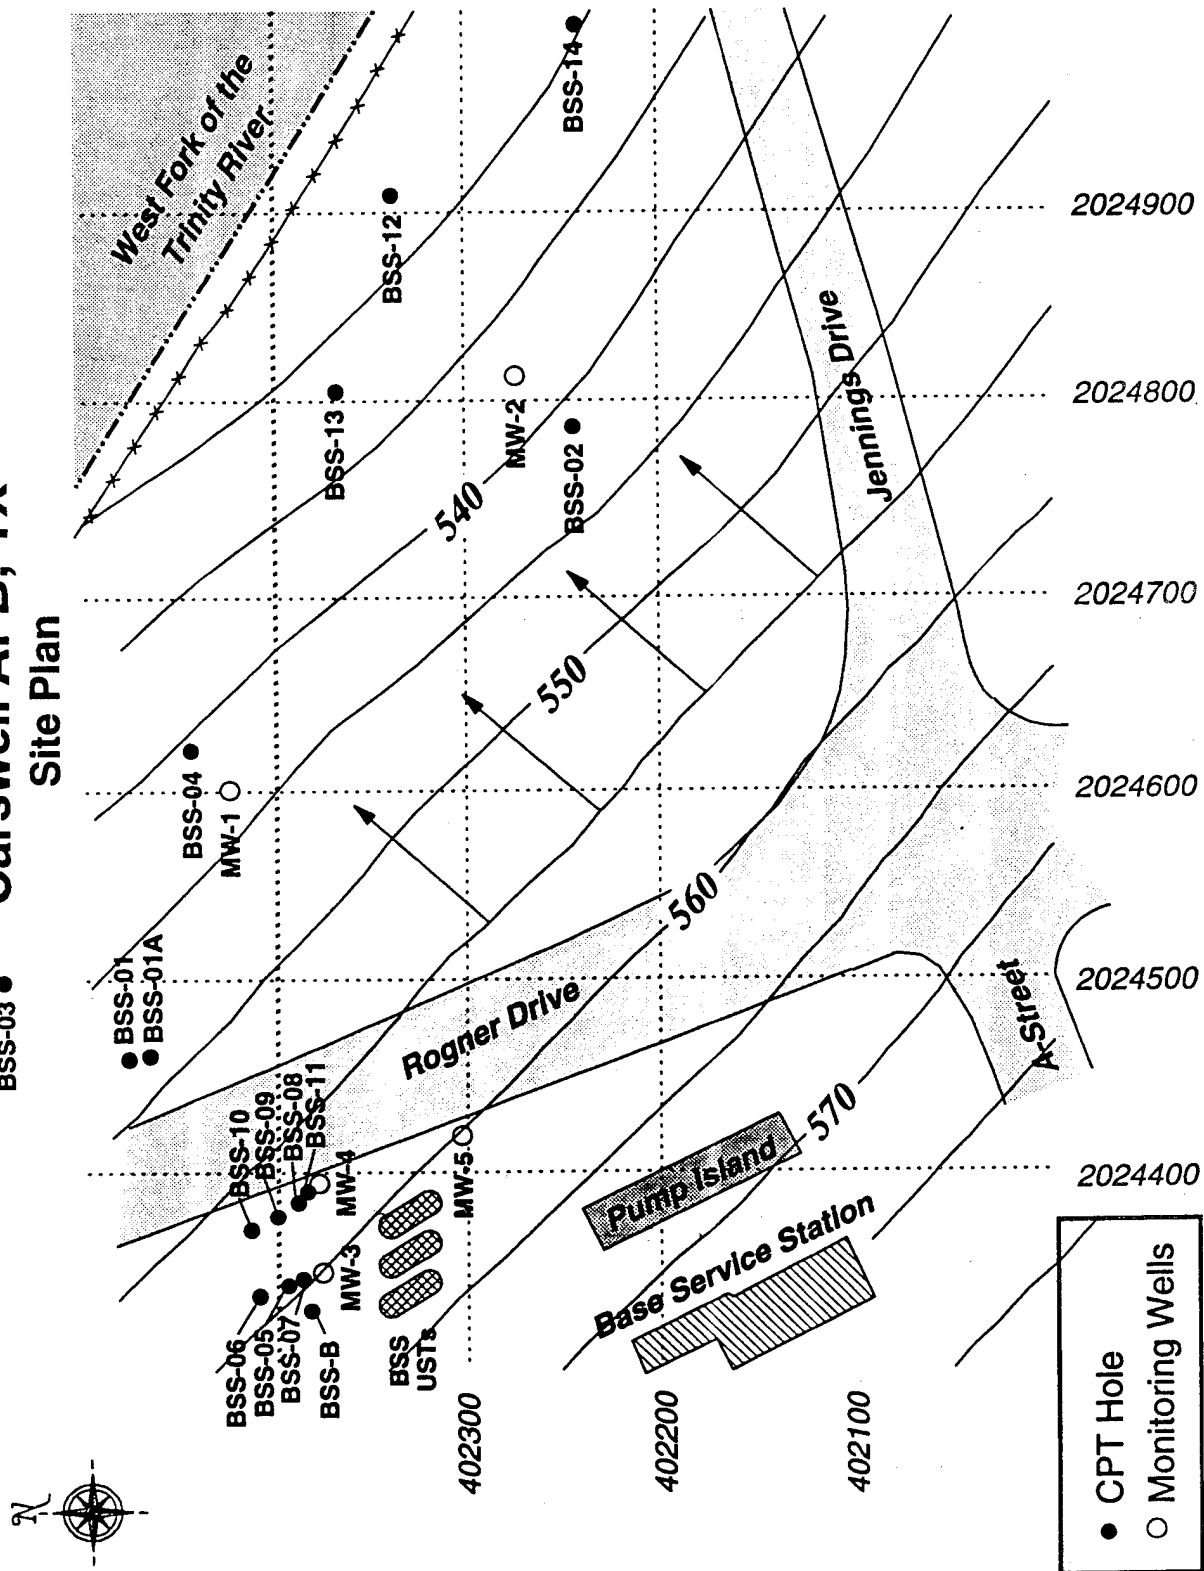 BSS-03
Carswell AFB, TX
Site Plan
N
West Fork of the
Trinity River
BSS-14
BSS-12
BSS-13
MW-2
BSS-02
540
BSS-04
MW-1
550
Jennings Drive
BSS-01
BSS-01A
560
Rogner Drive
BSS-10
BSS-09
BSS-08
BSS-11
MW-4
MW-5
MW-3
BSS-06
BSS-05
BSS-07
BSS-B
BSS
USTs
570
A-Street
Pump Island
Base Service Station
402300
402200
402100
2024900
2024800
2024700
2024600
2024500
2024400
CPT Hole
Monitoring Wells